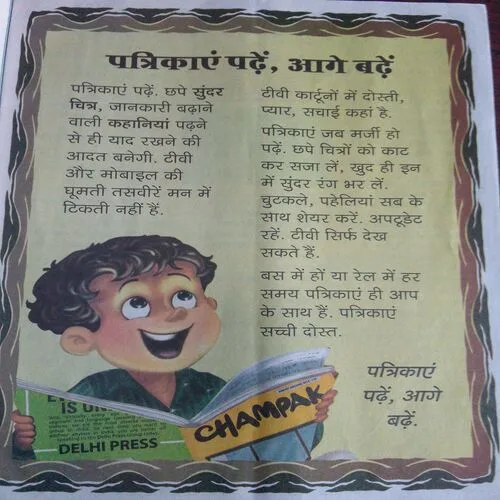 पत्रिकाएं पढ़ें, आगे बढ़ें
पत्रिकाएं पढ़ें. छपे सुंदर
चित्र, जानकारी बढ़ाने
वाली कहानियां पढ़ने
से ही याद रखने की
आदत बनेगी. टीवी
और मोबाइल की
घूमती तसवीरें मन में
टिकती नहीं हैं.
टीवी कार्टूनों में दोस्ती,
प्यार, सचाई कहां है.
पत्रिकाएं जब मर्जी हो
पढ़ें. छपे चित्रों को काट
कर सजा लें, खुद ही इन
में सुंदर रंग भर लें.
चुटकले, पहेलियां सब के
साथ शेयर करें. अपटूडेट
रहें. टीवी सिर्फ देख
सकते हैं.
बस में हों या रेल में हर
समय पत्रिकाएं ही आप
के साथ हैं. पत्रिकाएं
सच्ची दोस्त.
पत्रिकाएं
पढ़ें, आगे
बढ़ें.
CHAMPAK
IS
DELHI PRESS